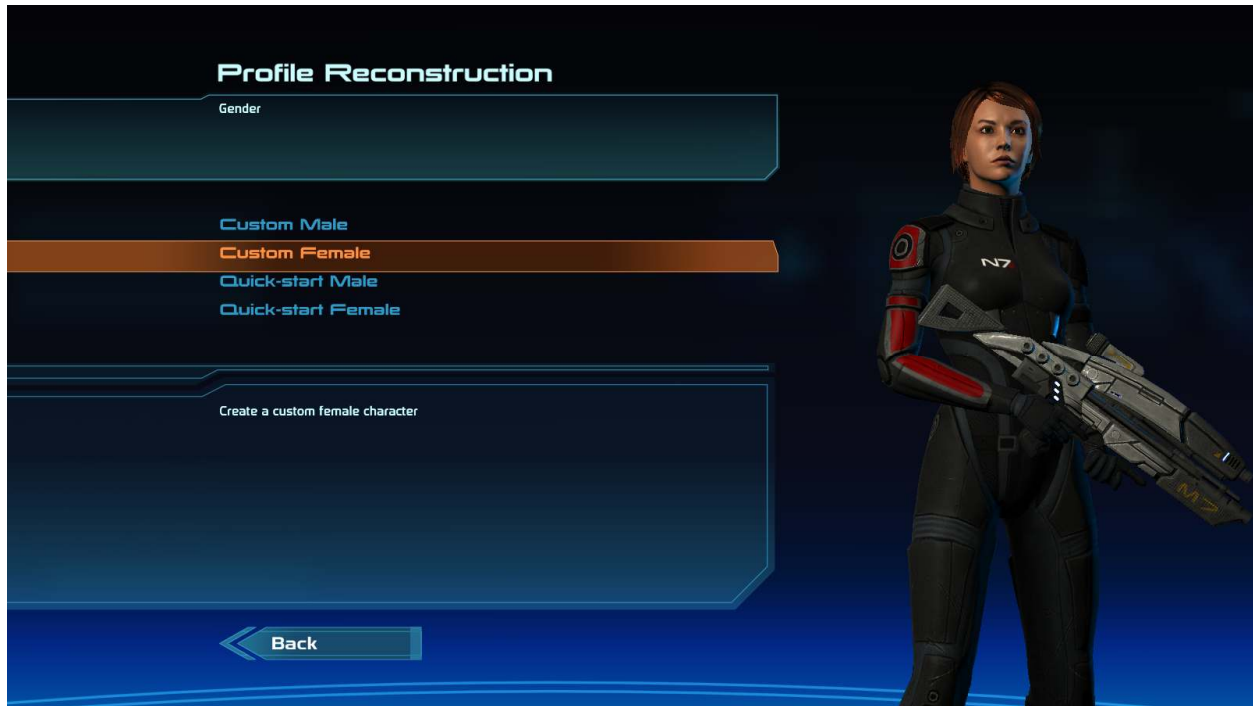 Profile Reconstruction
Gender
Custom Male
Custom Female
Quick-start Male
Quick-start Female
Create a custom female character
Back
N7
M7